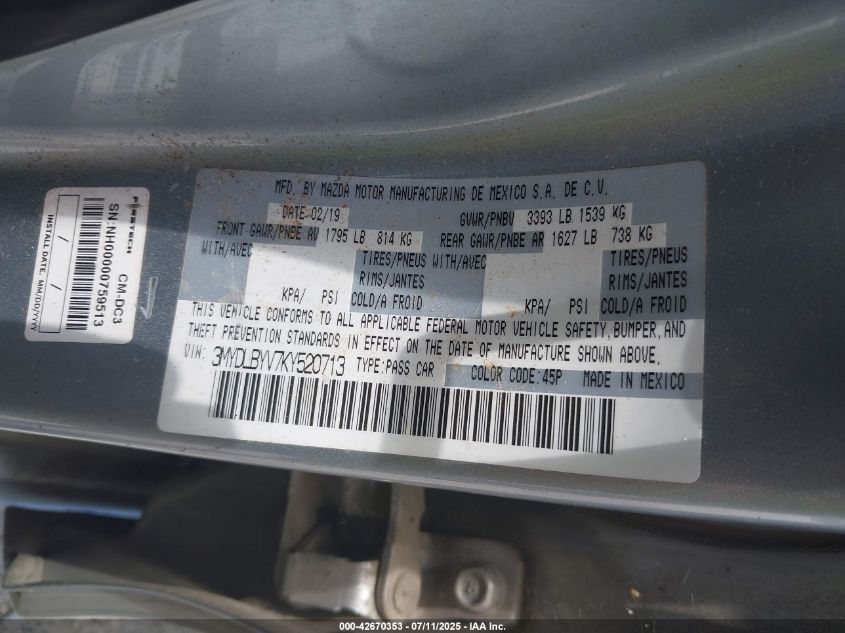 MFD. BY MAZDA MOTOR MANUFACTURING DE MEXICO S.A. DE C.V.
DATE 02/19 GVWR/PNBV 3393 LB 1539 KG
FRONT GAWR/PNBE AV 1795 LB 814 KG REAR GAWR/PNBE AR 1627 LB 738 KG
WITH/AVEC TIRES/PNEUS WITH/AVEC TIRES/PNEUS
RIMS/JANTES RIMS/JANTES
KPA/ PSI COLD/A FROID KPA/ PSI COLD/A FROID
THIS VEHICLE CONFORMS TO ALL APPLICABLE FEDERAL MOTOR VEHICLE SAFETY, BUMPER, AND
THEFT PREVENTION STANDARDS IN EFFECT ON THE DATE OF MANUFACTURE SHOWN ABOVE.
VIN: 3MYDLBYV7KY520713 TYPE:PASS CAR COLOR CODE:45P MADE IN MEXICO
FIRSTECH
CM-DC3
SN:NH00000759513
INSTALL DATE. MM/DD/YYYY
/ /
000-42670353 - 07/11/2025 - IAA Inc.